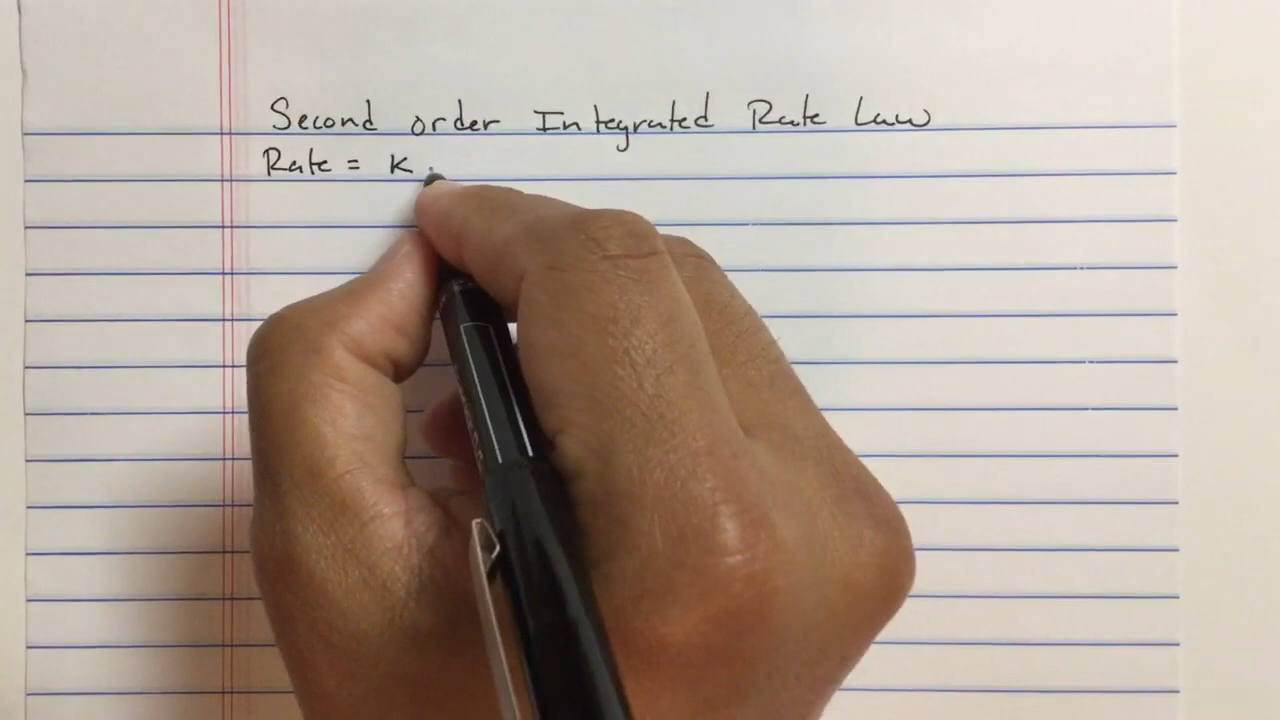 Second order Integrated Rate Law
Rate = K